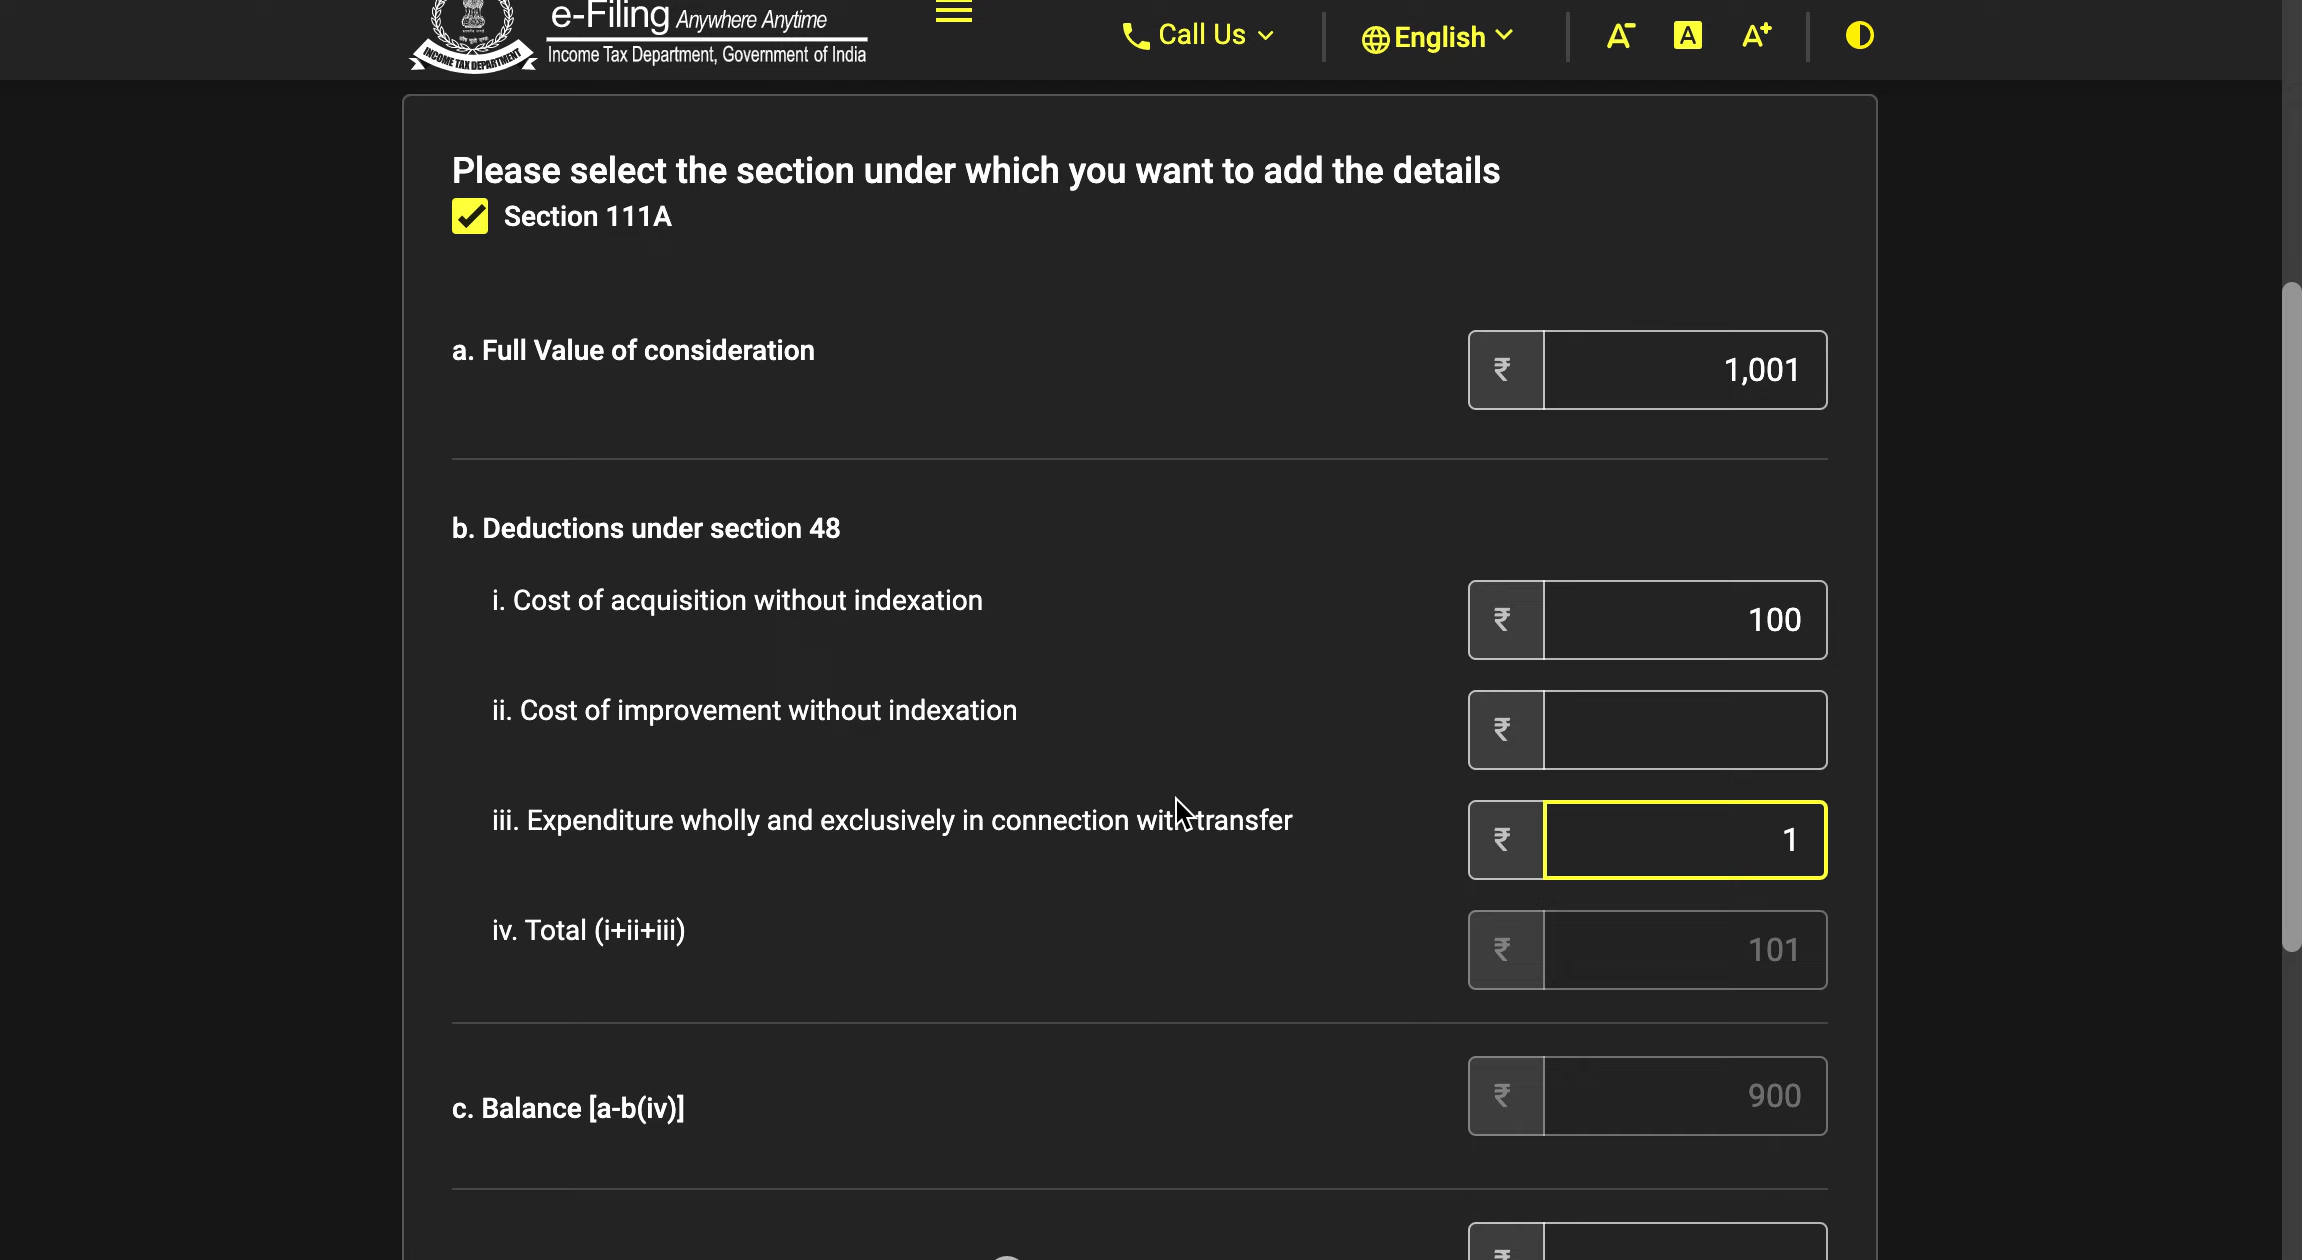 e-Filing Anywhere Anytime
Income Tax Department, Government of India
INCOME TAX DEPARTMENT
Call Us
English
A-
A
A+
Please select the section under which you want to add the details
Section 111A
a. Full Value of consideration
₹ 1,001
b. Deductions under section 48
i. Cost of acquisition without indexation
₹ 100
ii. Cost of improvement without indexation
₹
iii. Expenditure wholly and exclusively in connection with transfer
₹ 1
iv. Total (i+ii+iii)
₹ 101
c. Balance [a-b(iv)]
₹ 900
₹